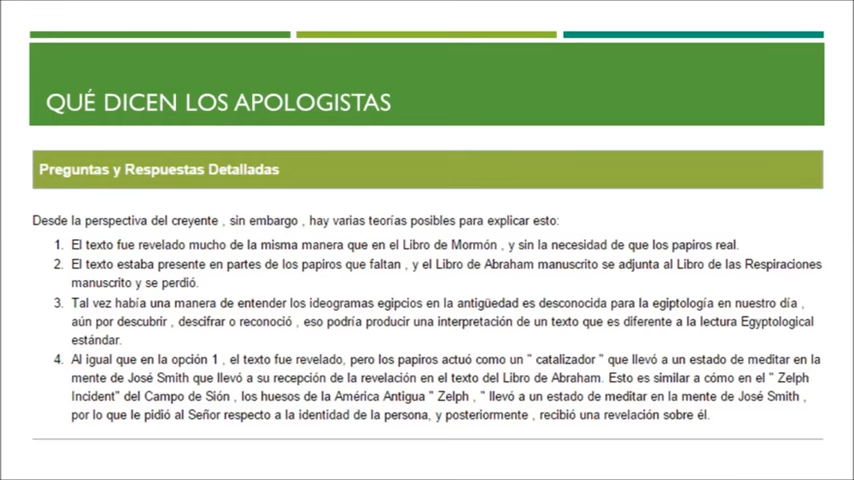 QUÉ DICEN LOS APOLOGISTAS
Preguntas y Respuestas Detalladas
Desde la perspectiva del creyente , sin embargo , hay varias teorías posibles para explicar esto:
1. El texto fue revelado mucho de la misma manera que en el Libro de Mormón , y sin la necesidad de que los papiros real.
2. El texto estaba presente en partes de los papiros que faltan , y el Libro de Abraham manuscrito se adjunta al Libro de las Respiraciones
manuscrito y se perdió.
3. Tal vez había una manera de entender los ideogramas egipcios en la antigüedad es desconocida para la egiptología en nuestro día ,
aún por descubrir , descifrar o reconoció , eso podría producir una interpretación de un texto que es diferente a la lectura Egyptological
estándar.
4. Al igual que en la opción 1 , el texto fue revelado, pero los papiros actuó como un " catalizador " que llevó a un estado de meditar en la
mente de José Smith que llevó a su recepción de la revelación en el texto del Libro de Abraham. Esto es similar a cómo en el " Zelph
Incident" del Campo de Sión , los huesos de la América Antigua " Zelph , " llevó a un estado de meditar en la mente de José Smith ,
por lo que le pidió al Señor respecto a la identidad de la persona, y posteriormente , recibió una revelación sobre él.